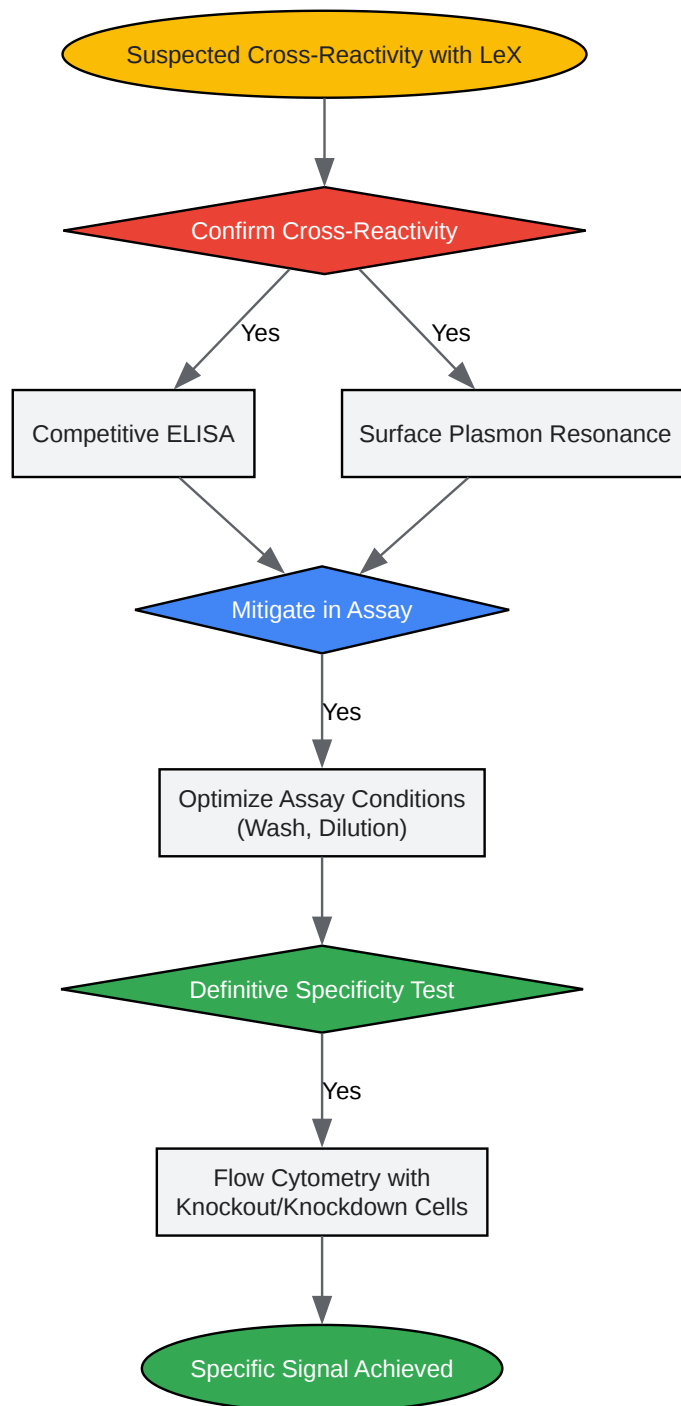 Suspected Cross-Reactivity with LeX
Confirm Cross-Reactivity
Yes
Yes
Competitive ELISA
Surface Plasmon Resonance
Mitigate in Assay
Yes
Optimize Assay Conditions
(Wash, Dilution)
Definitive Specificity Test
Yes
Flow Cytometry with
Knockout/Knockdown Cells
Specific Signal Achieved